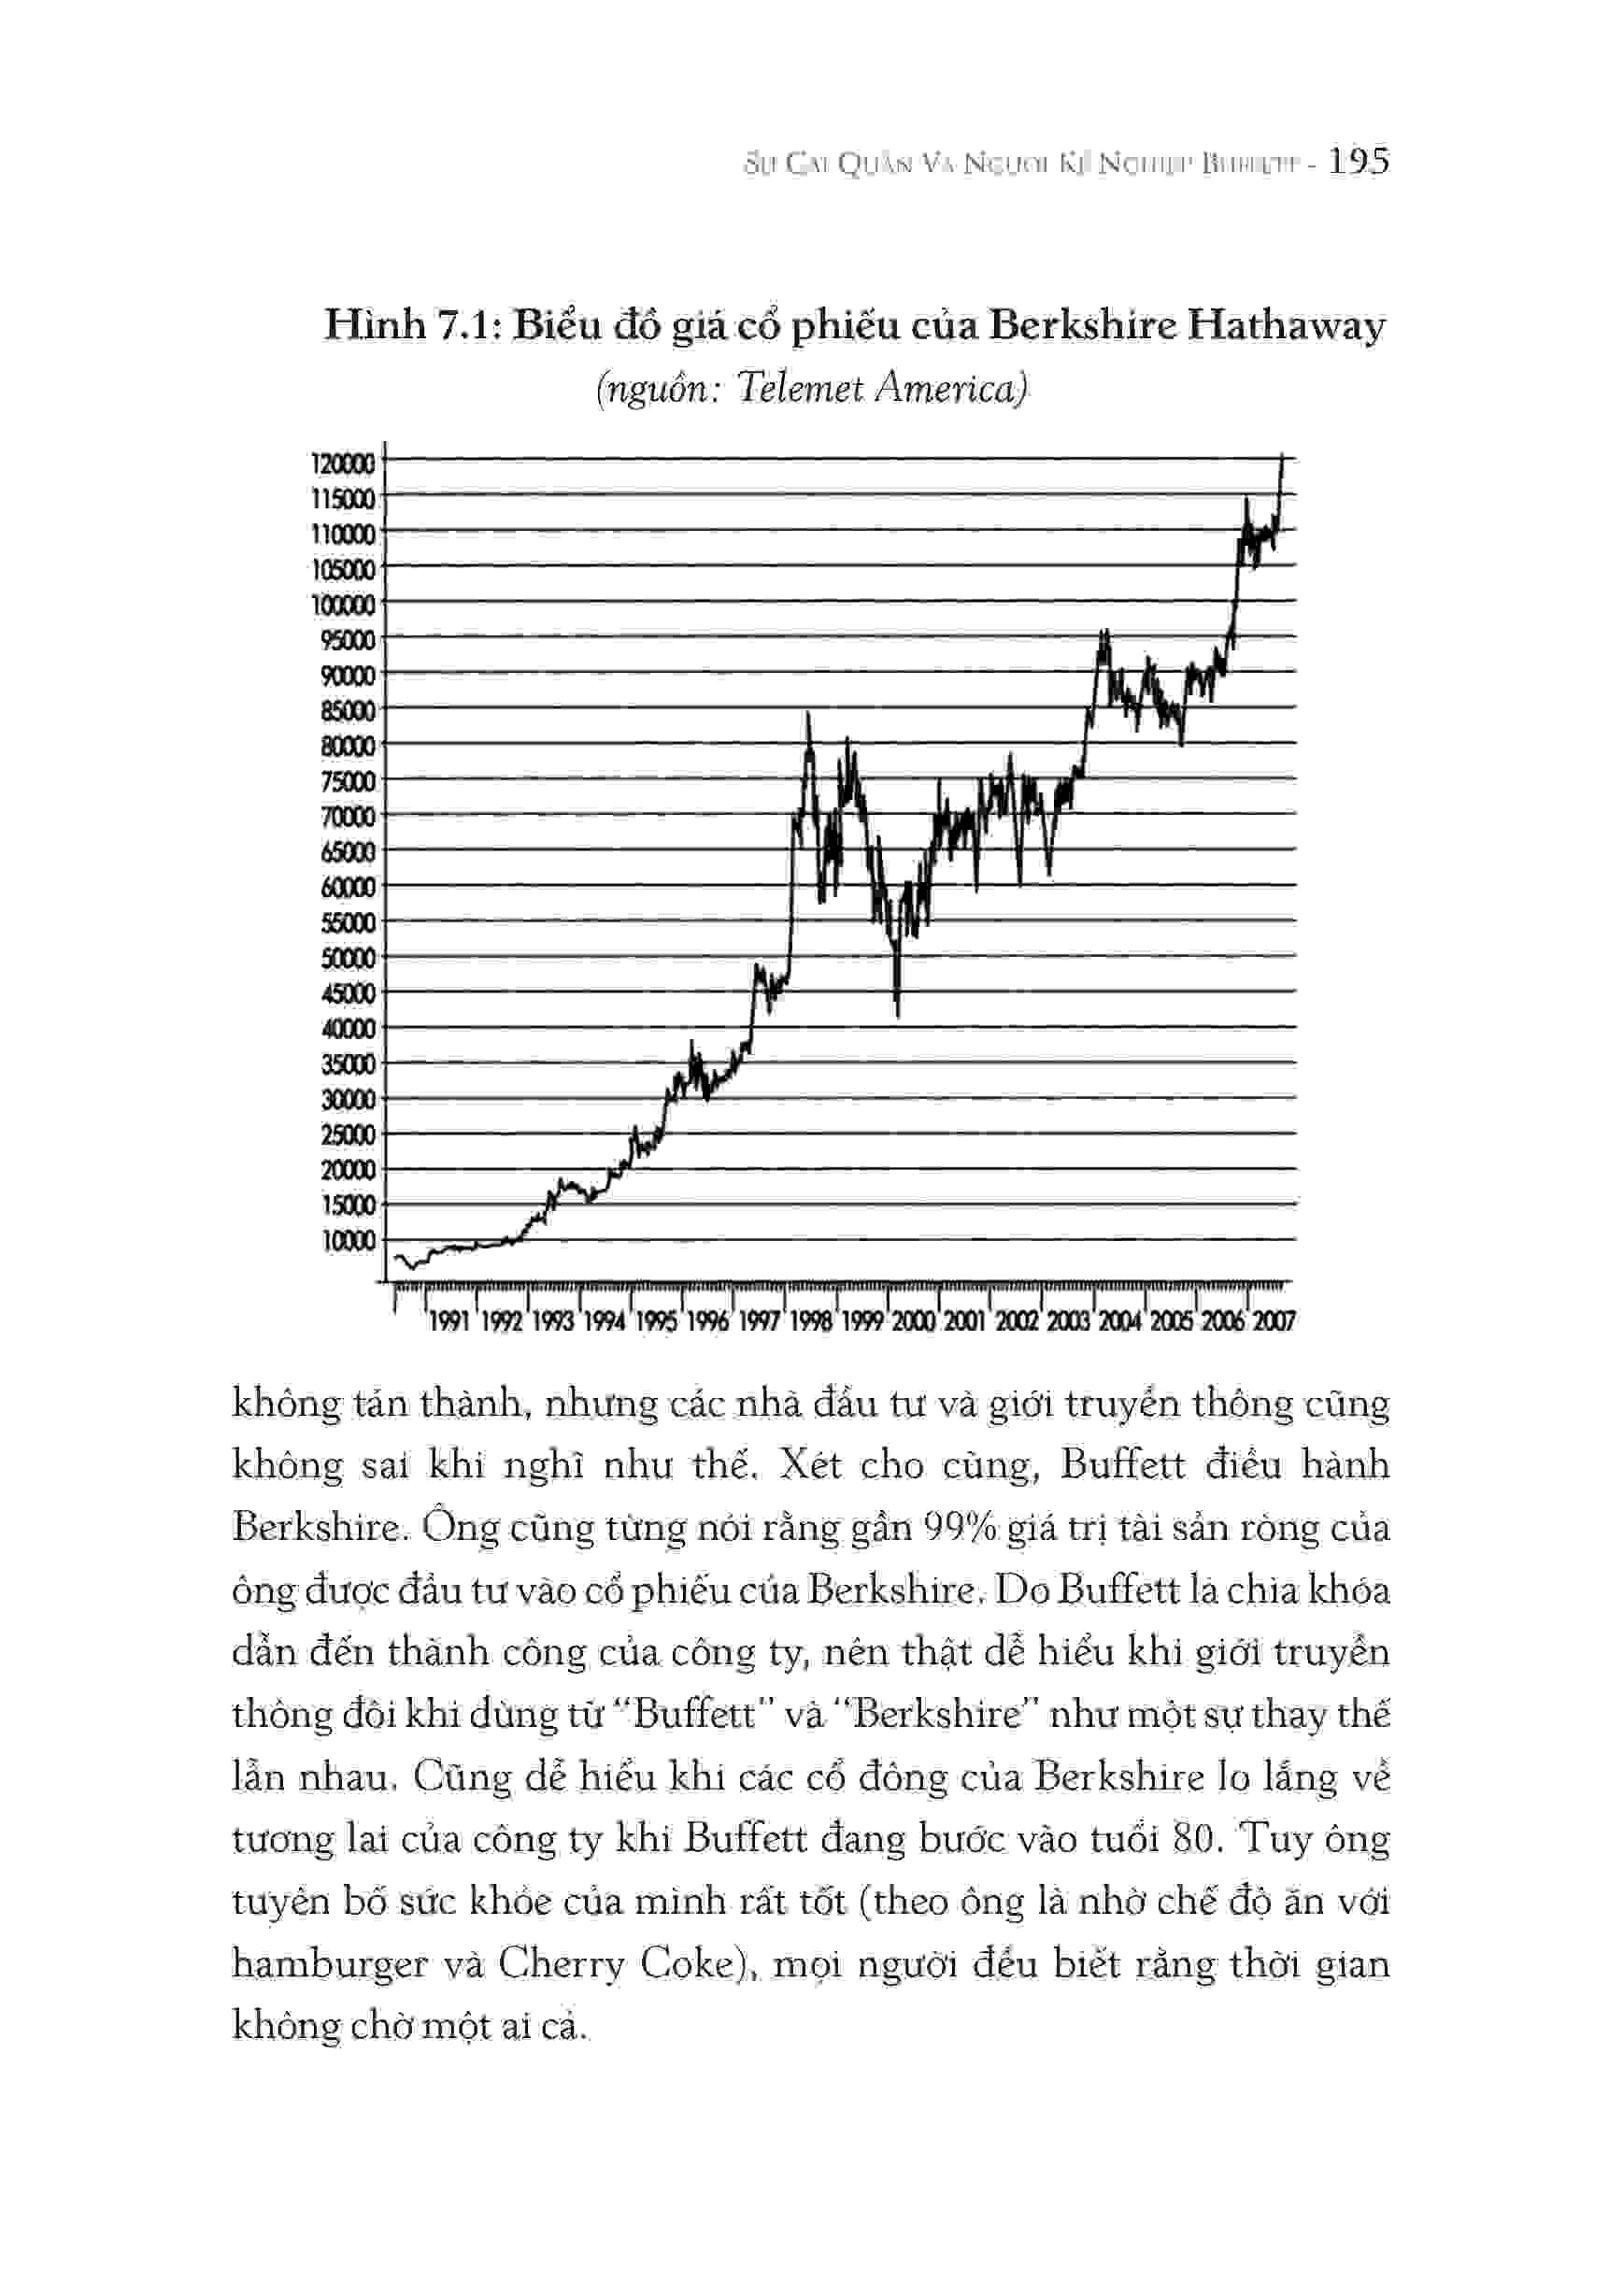 Sự Cai Quản Và Người Kế Nghiệp Buffett - 195
Hình 7.1: Biểu đồ giá cổ phiếu của Berkshire Hathaway
(nguồn: Telemet America)
120000
115000
110000
105000
100000
95000
90000
85000
80000
75000
70000
65000
60000
55000
50000
45000
40000
35000
30000
25000
20000
15000
10000
1991 1992 1993 1994 1995 1996 1997 1998 1999 2000 2001 2002 2003 2004 2005 2006 2007
không tán thành, nhưng các nhà đầu tư và giới truyền thông cũng
không sai khi nghĩ như thế. Xét cho cùng, Buffett điều hành
Berkshire. Ông cũng từng nói rằng gần 99% giá trị tài sản ròng của
ông được đầu tư vào cổ phiếu của Berkshire. Do Buffett là chìa khóa
dẫn đến thành công của công ty, nên thật dễ hiểu khi giới truyền
thông đôi khi dùng từ “Buffett” và “Berkshire” như một sự thay thế
lẫn nhau. Cũng dễ hiểu khi các cổ đông của Berkshire lo lắng về
tương lai của công ty khi Buffett đang bước vào tuổi 80. Tuy ông
tuyên bố sức khỏe của mình rất tốt (theo ông là nhờ chế độ ăn với
hamburger và Cherry Coke), mọi người đều biết rằng thời gian
không chờ một ai cả.